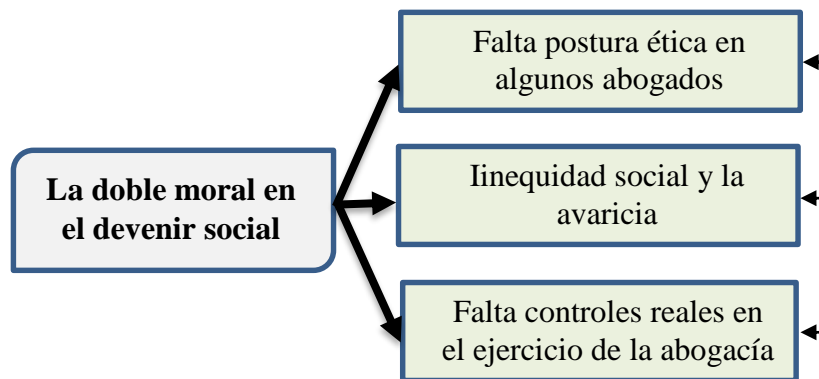 Falta postura ética en
algunos abogados
La doble moral en
el devenir social
Iinequidad social y la
avaricia
Falta controles reales en
el ejercicio de la abogacía